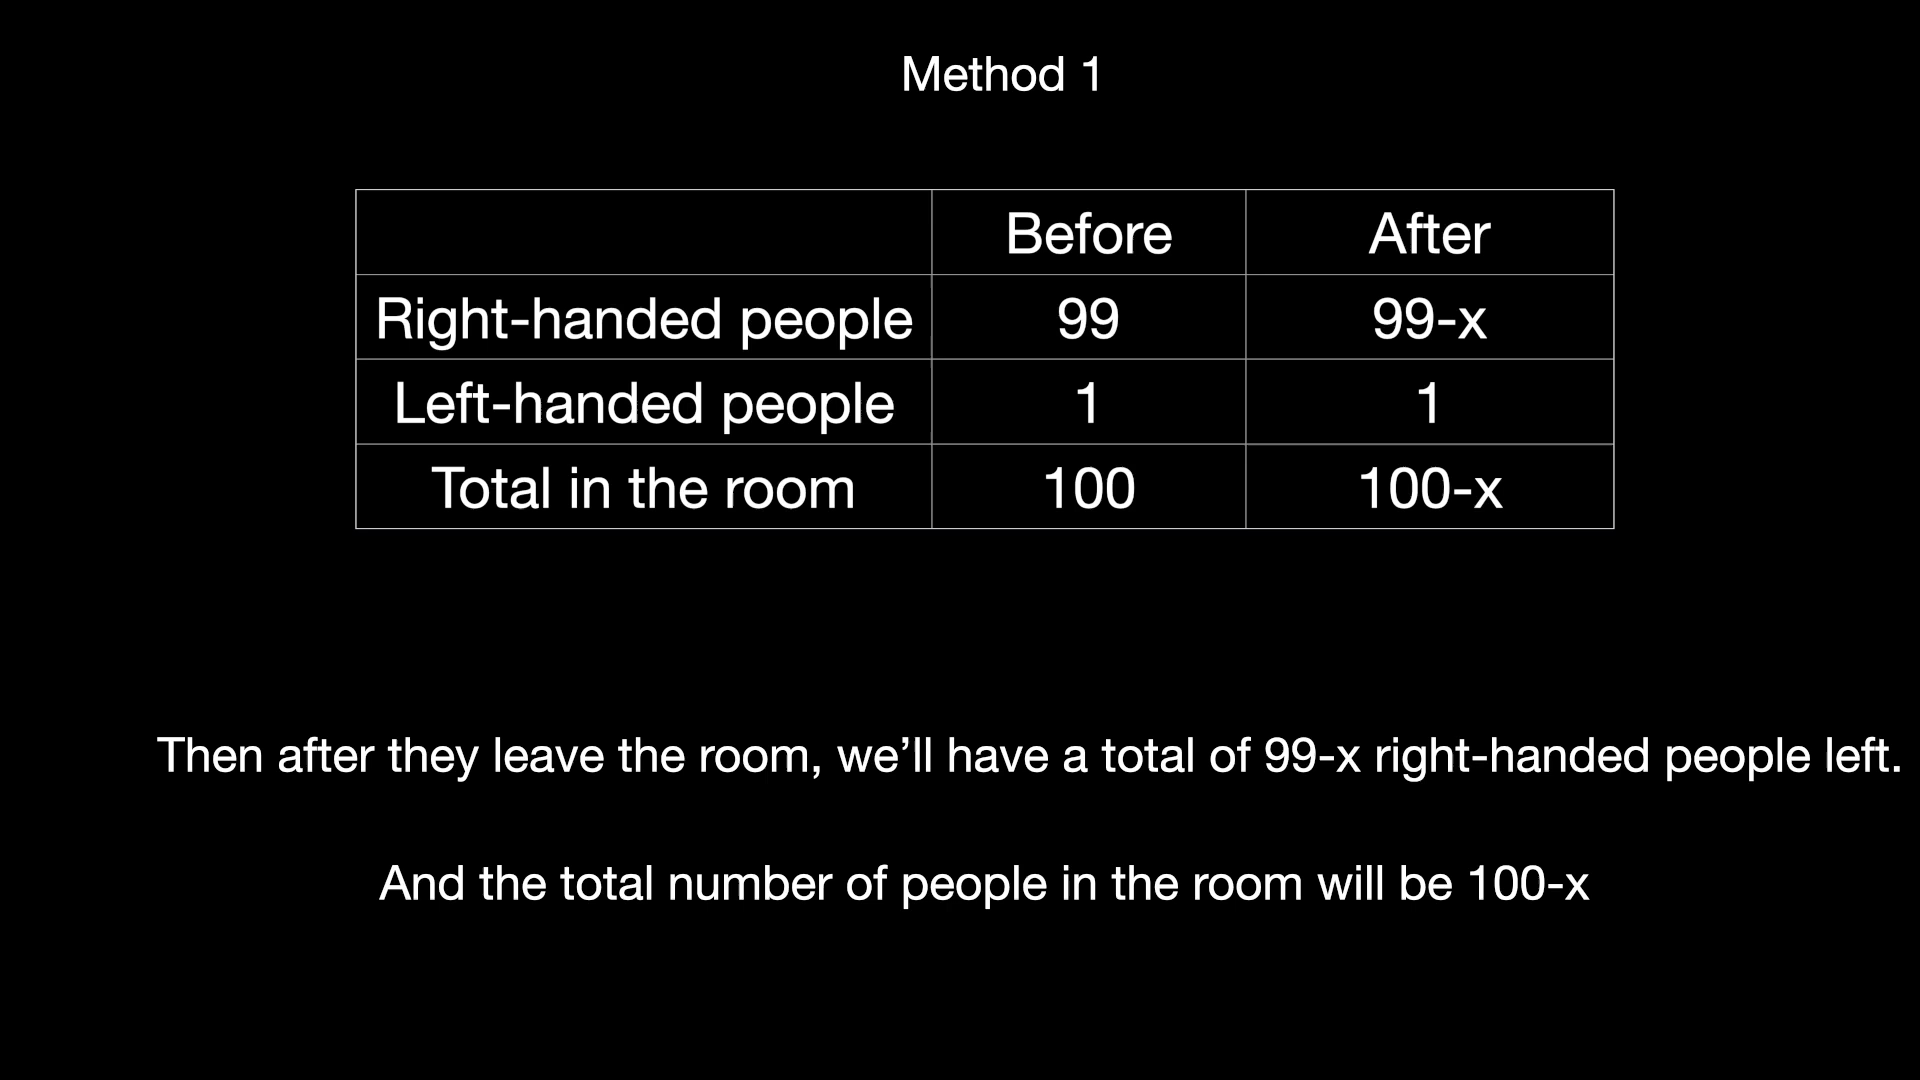 Method 1
Before After
Right-handed people 99 99-x
Left-handed people 1 1
Total in the room 100 100-x
Then after they leave the room, we’ll have a total of 99-x right-handed people left.
And the total number of people in the room will be 100-x